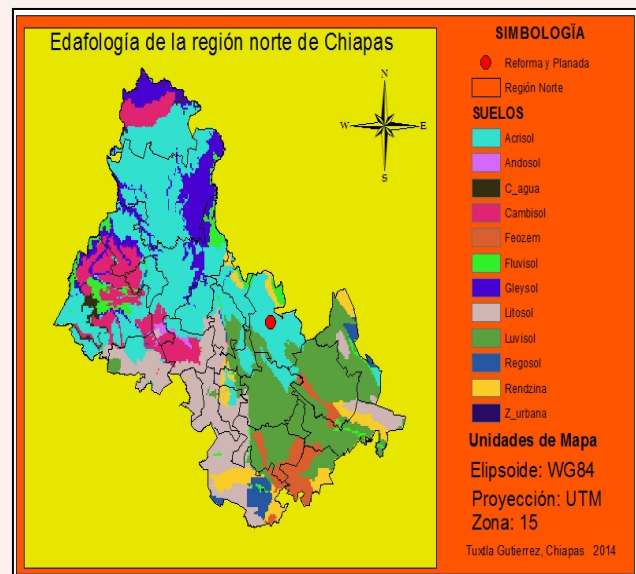 Edafología de la región norte de Chiapas
N
W
E
S
SIMBOLOGÏA
Reforma y Planada
Región Norte
SUELOS
Acrisol
Andosol
C_agua
Cambisol
Feozem
Fluvisol
Gleysol
Litosol
Luvisol
Regosol
Rendzina
Z_urbana
Unidades de Mapa
Elipsoide: WG84
Proyección: UTM
Zona: 15
Tuxtla Gutierrez, Chiapas 2014